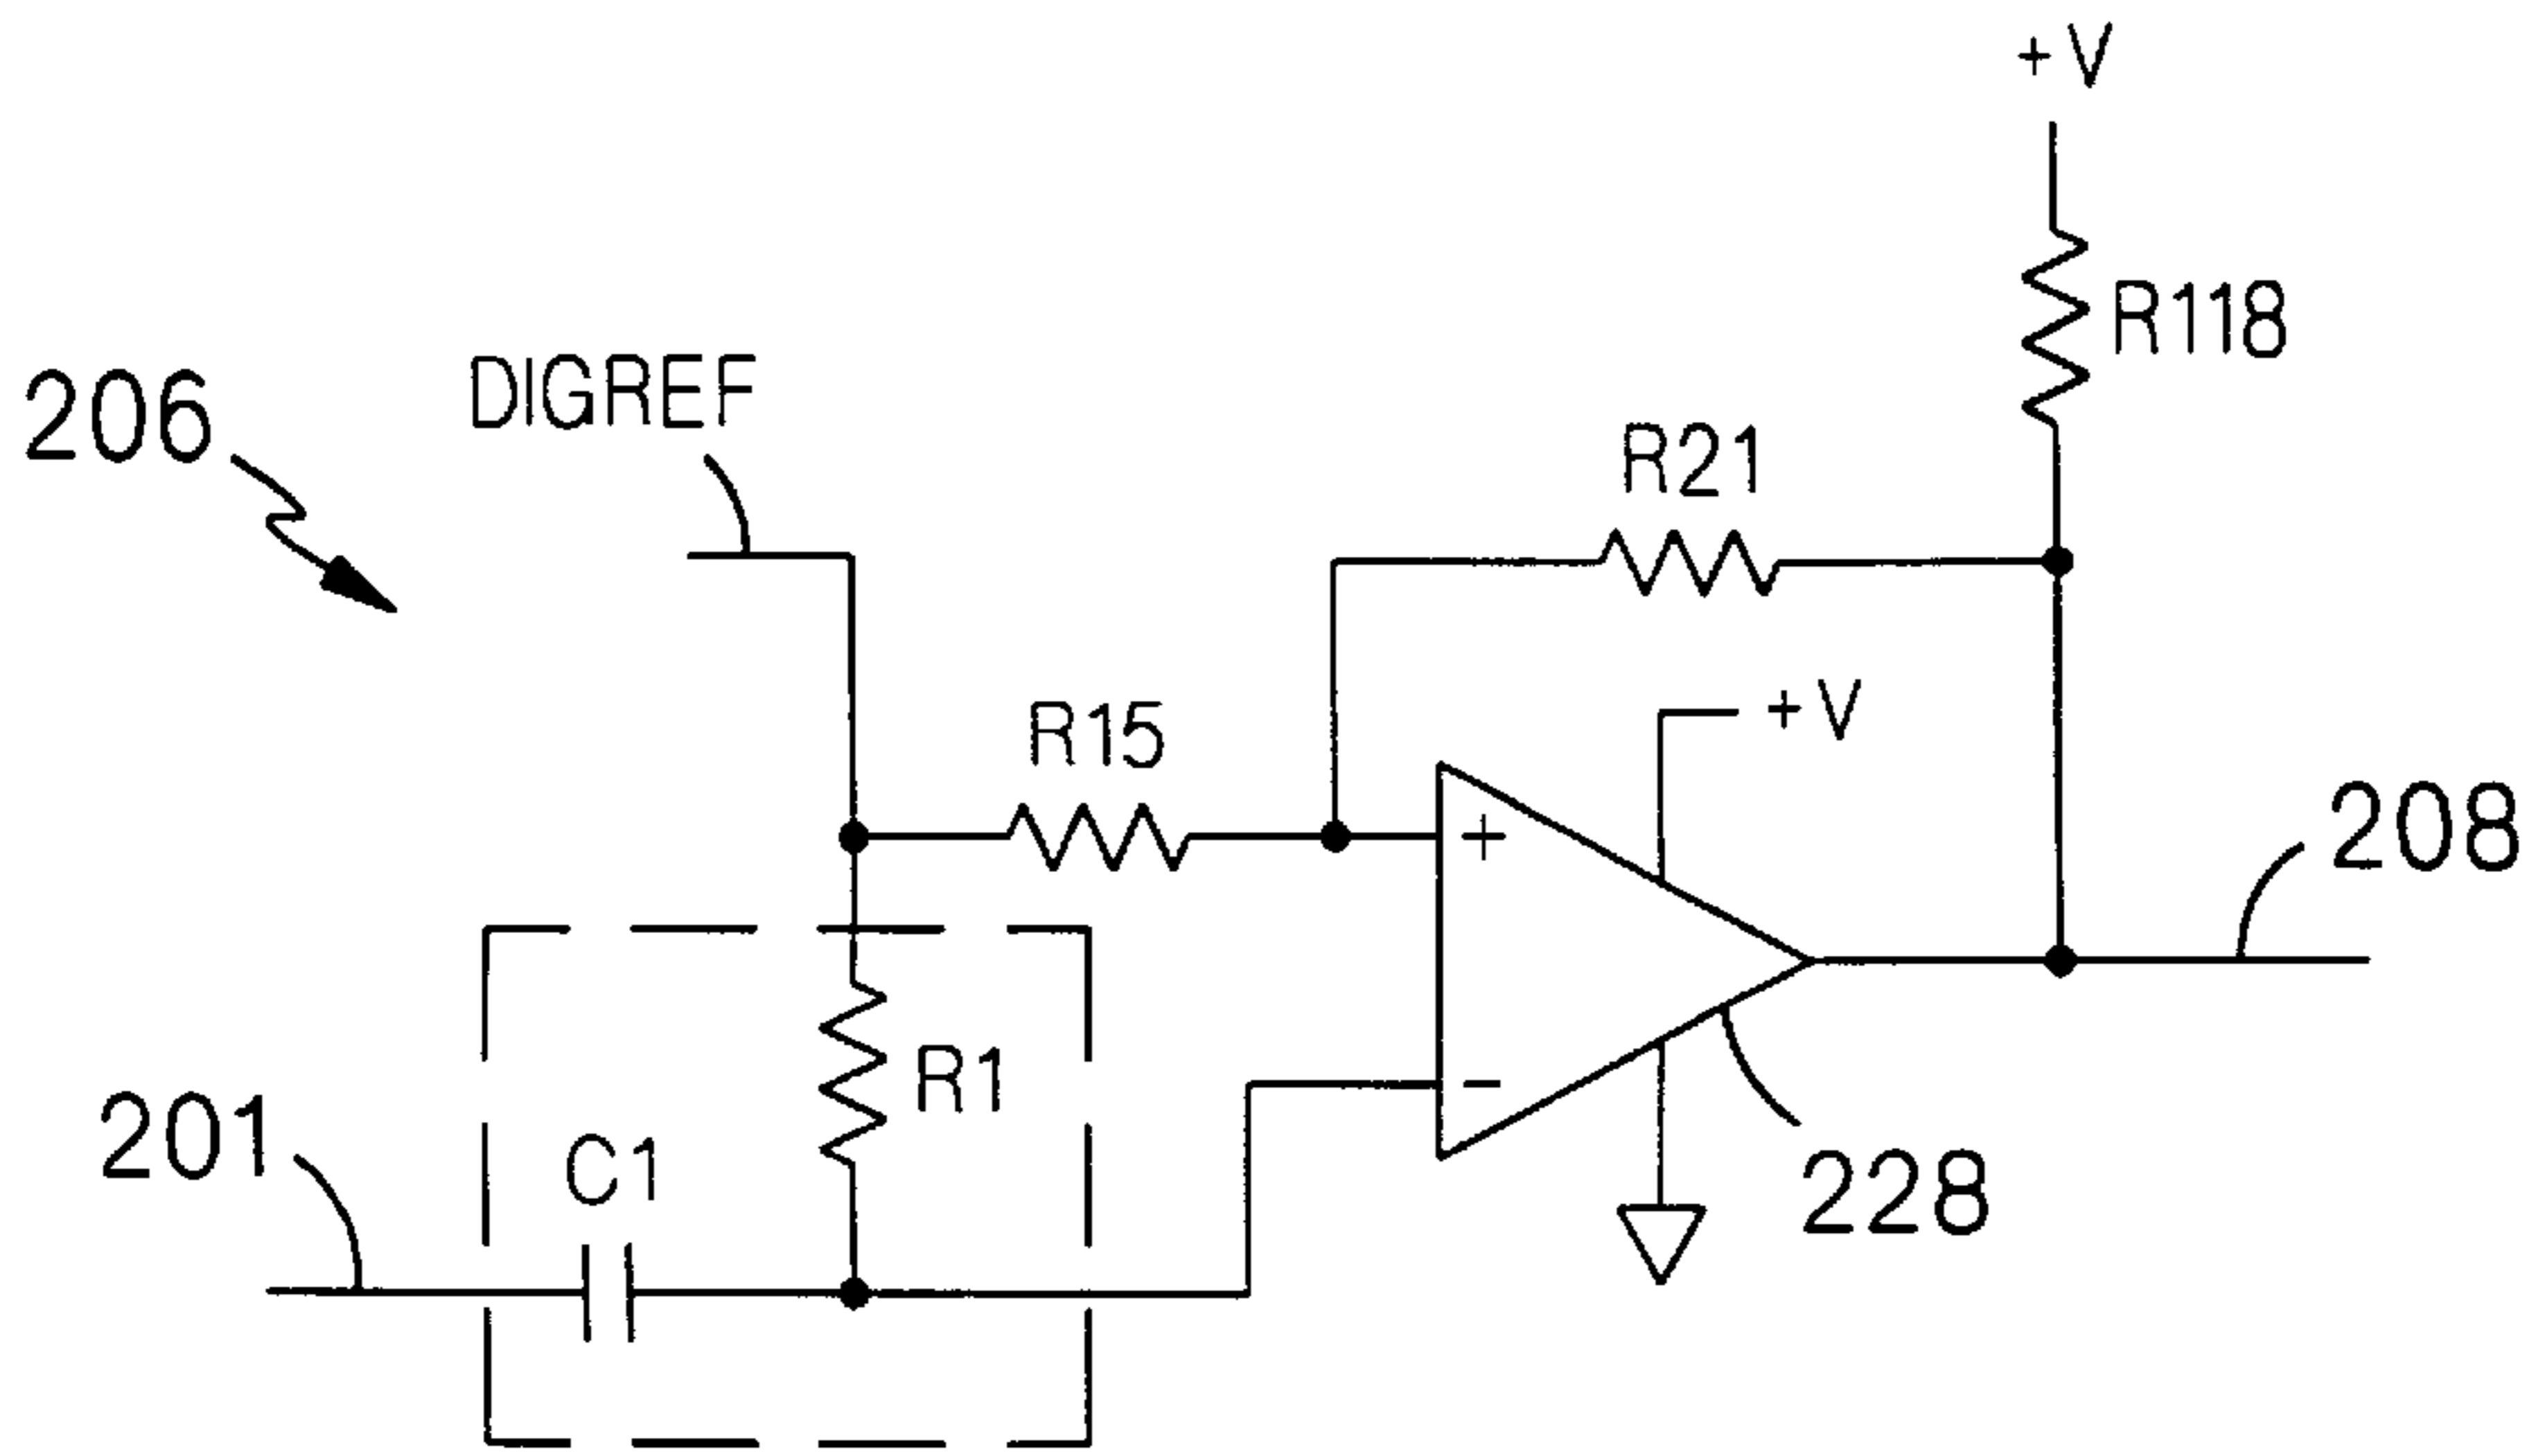 +V
R118
DIGREF
206
R21
R15
+V
+
208
R1
-
201
C1
228